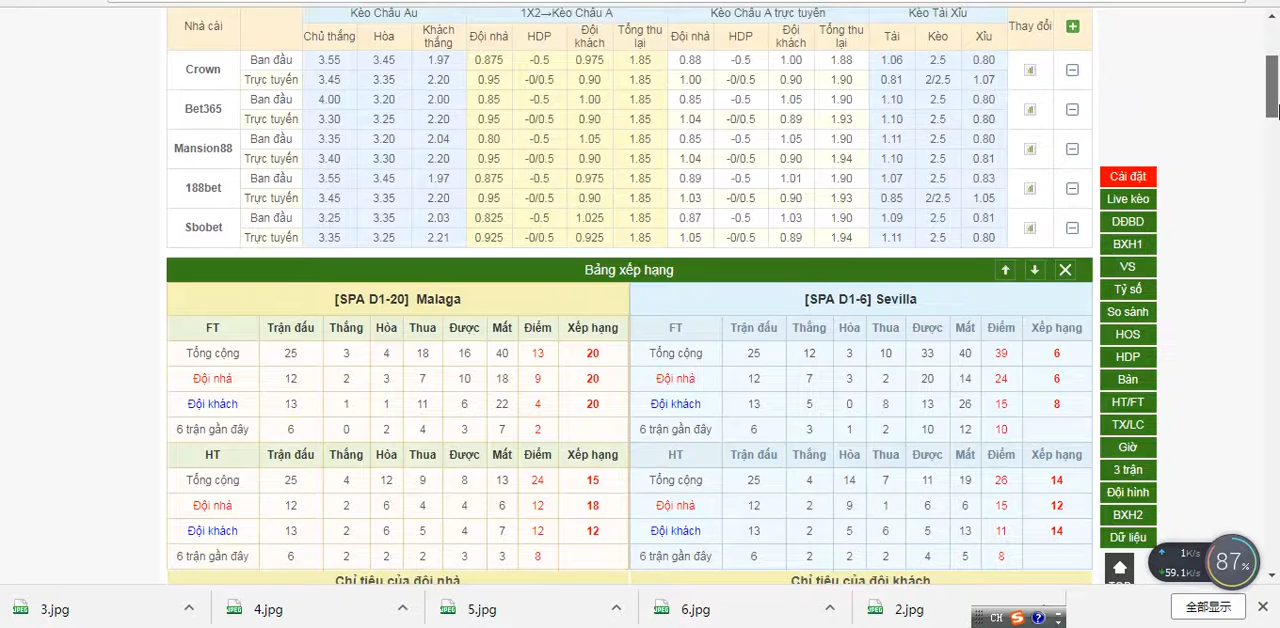 Kèo Châu Âu 1X2→Kèo Châu Á Kèo Châu Á trực tuyến Kèo Tài Xỉu
Nhà cái Chủ thắng Hòa Khách thắng Đội nhà HDP Đội khách Tổng thu lại Đội nhà HDP Đội khách Tổng thu lại Tài Kèo Xỉu Thay đổi
Crown Ban đầu 3.55 3.45 1.97 0.875 -0.5 0.975 1.85 0.88 -0.5 1.00 1.88 1.06 2.5 0.80
Trực tuyến 3.45 3.35 2.20 0.95 -0/0.5 0.90 1.85 1.00 -0/0.5 0.90 1.90 0.81 2/2.5 1.07
Bet365 Ban đầu 4.00 3.20 2.00 0.85 -0.5 1.00 1.85 0.85 -0.5 1.05 1.90 1.10 2.5 0.80
Trực tuyến 3.30 3.25 2.20 0.95 -0/0.5 0.90 1.85 1.04 -0/0.5 0.89 1.93 1.10 2.5 0.80
Mansion88 Ban đầu 3.35 3.20 2.04 0.80 -0.5 1.05 1.85 0.85 -0.5 1.05 1.90 1.11 2.5 0.80
Trực tuyến 3.40 3.30 2.20 0.95 -0/0.5 0.90 1.85 1.04 -0/0.5 0.90 1.94 1.10 2.5 0.81
188bet Ban đầu 3.55 3.45 1.97 0.875 -0.5 0.975 1.85 0.89 -0.5 1.01 1.90 1.07 2.5 0.83
Trực tuyến 3.45 3.35 2.20 0.95 -0/0.5 0.90 1.85 1.03 -0/0.5 0.90 1.93 0.85 2/2.5 1.05
Sbobet Ban đầu 3.25 3.35 2.03 0.825 -0.5 1.025 1.85 0.87 -0.5 1.03 1.90 1.09 2.5 0.81
Trực tuyến 3.35 3.25 2.21 0.925 -0/0.5 0.925 1.85 1.05 -0/0.5 0.89 1.94 1.11 2.5 0.80
Bảng xếp hạng
[SPA D1-20] Malaga [SPA D1-6] Sevilla
FT Trận đấu Thắng Hòa Thua Được Mất Điểm Xếp hạng FT Trận đấu Thắng Hòa Thua Được Mất Điểm Xếp hạng
Tổng cộng 25 3 4 18 16 40 13 20 Tổng cộng 25 12 3 10 33 40 39 6
Đội nhà 12 2 3 7 10 18 9 20 Đội nhà 12 7 3 2 20 14 24 6
Đội khách 13 1 1 11 6 22 4 20 Đội khách 13 5 0 8 13 26 15 8
6 trận gần đây 6 0 2 4 3 7 2 6 trận gần đây 6 3 1 2 10 12 10
HT Trận đấu Thắng Hòa Thua Được Mất Điểm Xếp hạng HT Trận đấu Thắng Hòa Thua Được Mất Điểm Xếp hạng
Tổng cộng 25 4 12 9 8 13 24 15 Tổng cộng 25 4 14 7 11 19 26 14
Đội nhà 12 2 6 4 4 6 12 18 Đội nhà 12 2 9 1 6 6 15 12
Đội khách 13 2 6 5 4 7 12 12 Đội khách 13 2 5 6 5 13 11 14
6 trận gần đây 6 2 2 2 2 2 8 6 trận gần đây 6 2 2 2 4 5 8
Chỉ tiêu của đội nhà Chỉ tiêu của đội khách
Cài đặt
Live kèo
DĐBD
BXH1
VS
Tỷ số
So sánh
HOS
HDP
Bàn
HT/FT
TX/LC
Giờ
3 trận
Đội hình
BXH2
Dữ liệu
1K/s
59.1K/s
87%
3.jpg 4.jpg 5.jpg 6.jpg 2.jpg
CH
全部显示